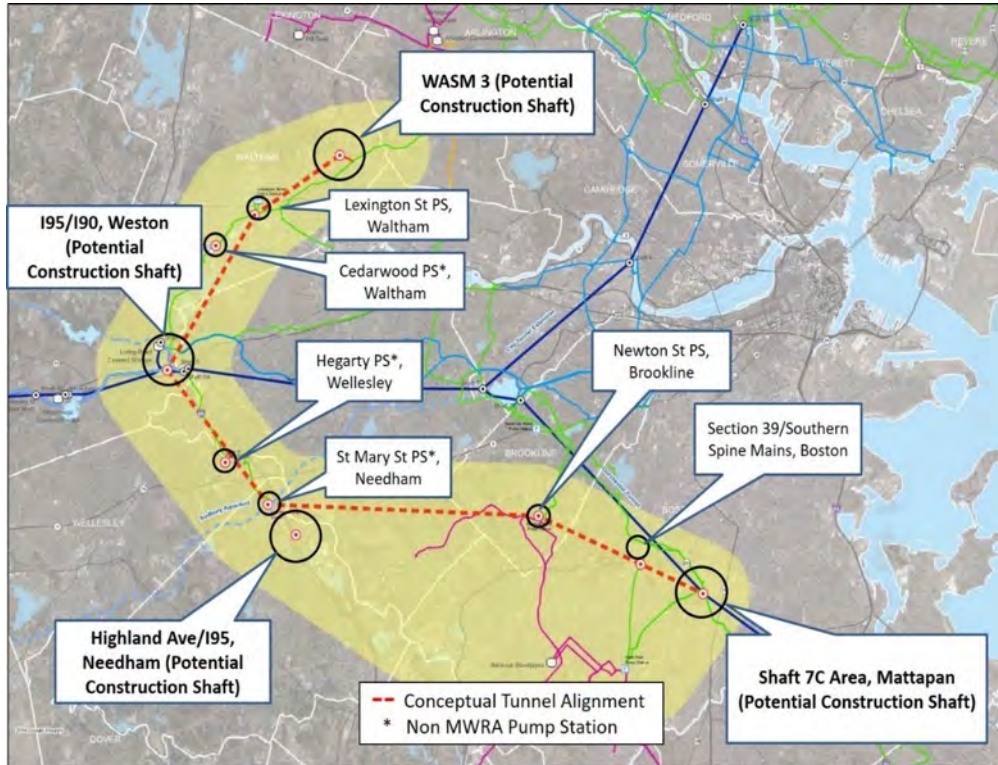 LEXINGTON
ARLINGTON
MEDFORD
EVERETT
REVERE
CHELSEA
WASM 3 (Potential
Construction Shaft)
WALTHAM
SOMERVILLE
CAMBRIDGE
Lexington St PS,
Waltham
I95/I90, Weston
(Potential
Construction Shaft)
Cedarwood PS*,
Waltham
Hegarty PS*,
Wellesley
Newton St PS,
Brookline
St Mary St PS*,
Needham
BROOKLINE
Section 39/Southern
Spine Mains, Boston
WELLESLEY
Highland Ave/I95,
Needham (Potential
Construction Shaft)
Shaft 7C Area, Mattapan
(Potential Construction Shaft)
Conceptual Tunnel Alignment
* Non MWRA Pump Station
DOVER